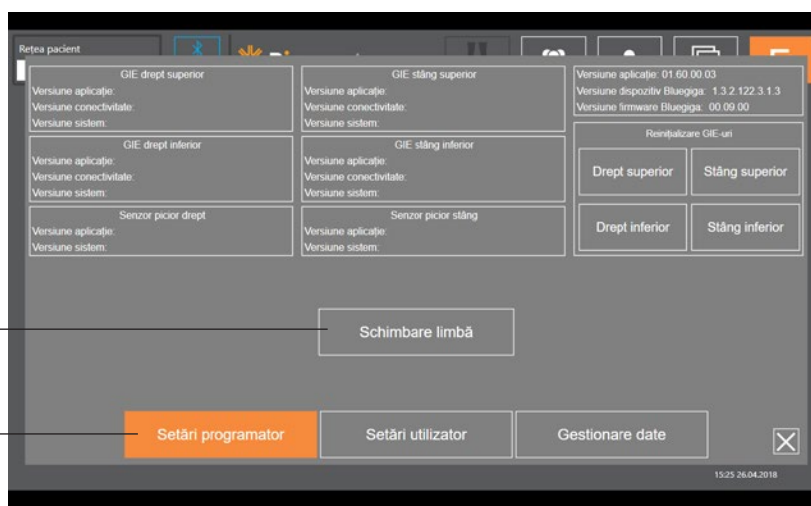 Rețea pacient
GIE drept superior
Versiune aplicație:
Versiune conectivitate:
Versiune sistem:
GIE stâng superior
Versiune aplicație:
Versiune conectivitate:
Versiune sistem:
Versiune aplicație: 01.60.00.03
Versiune dispozitiv Bluegiga: 1.3.2.122.3.1.3
Versiune firmware Bluegiga: 00.09.00
GIE drept inferior
Versiune aplicație:
Versiune conectivitate:
Versiune sistem:
GIE stâng inferior
Versiune aplicație:
Versiune conectivitate:
Versiune sistem:
Reinițializare GIE-uri
Drept superior
Stâng superior
Drept inferior
Stâng inferior
Senzor picior drept
Versiune aplicație:
Versiune sistem:
Senzor picior stâng
Versiune aplicație:
Versiune sistem:
Schimbare limbă
Setări programator
Setări utilizator
Gestionare date
15:25 26.04.2018